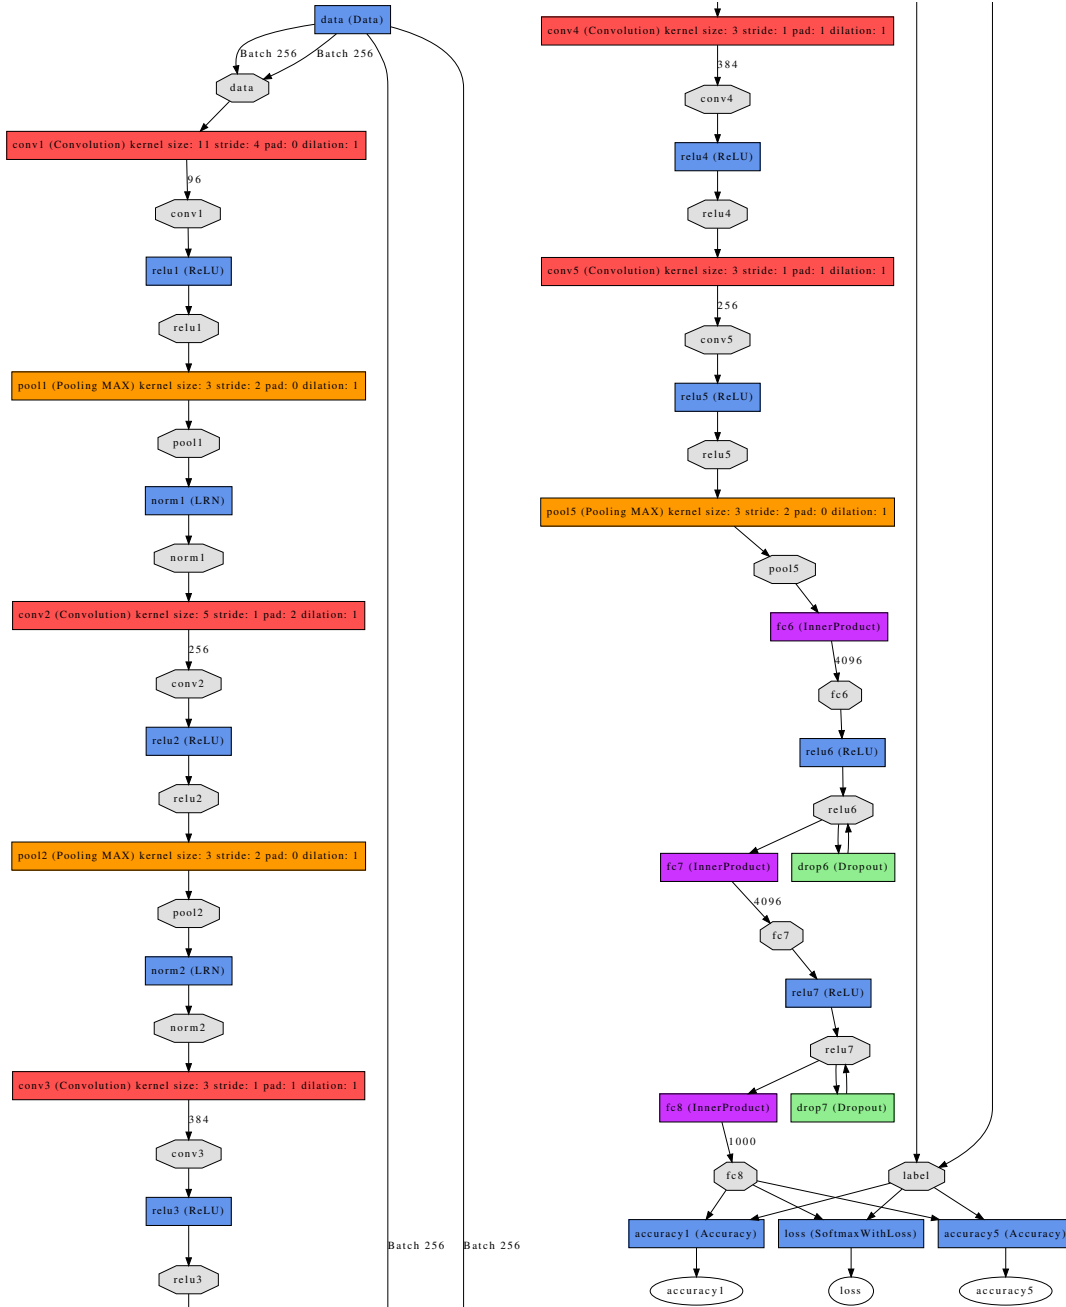 data (Data)
Batch 256
Batch 256
data
conv1 (Convolution) kernel size: 11 stride: 4 pad: 0 dilation: 1
96
conv1
relu1 (ReLU)
relu1
pool1 (Pooling MAX) kernel size: 3 stride: 2 pad: 0 dilation: 1
pool1
norm1 (LRN)
norm1
conv2 (Convolution) kernel size: 5 stride: 1 pad: 2 dilation: 1
256
conv2
relu2 (ReLU)
relu2
pool2 (Pooling MAX) kernel size: 3 stride: 2 pad: 0 dilation: 1
pool2
norm2 (LRN)
norm2
conv3 (Convolution) kernel size: 3 stride: 1 pad: 1 dilation: 1
384
conv3
relu3 (ReLU)
Batch 256
Batch 256
relu3
conv4 (Convolution) kernel size: 3 stride: 1 pad: 1 dilation: 1
384
conv4
relu4 (ReLU)
relu4
conv5 (Convolution) kernel size: 3 stride: 1 pad: 1 dilation: 1
256
conv5
relu5 (ReLU)
relu5
pool5 (Pooling MAX) kernel size: 3 stride: 2 pad: 0 dilation: 1
pool5
fc6 (InnerProduct)
4096
fc6
relu6 (ReLU)
relu6
fc7 (InnerProduct)
drop6 (Dropout)
4096
fc7
relu7 (ReLU)
relu7
fc8 (InnerProduct)
drop7 (Dropout)
1000
fc8
label
accuracy1 (Accuracy)
loss (SoftmaxWithLoss)
accuracy5 (Accuracy)
accuracy1
loss
accuracy5